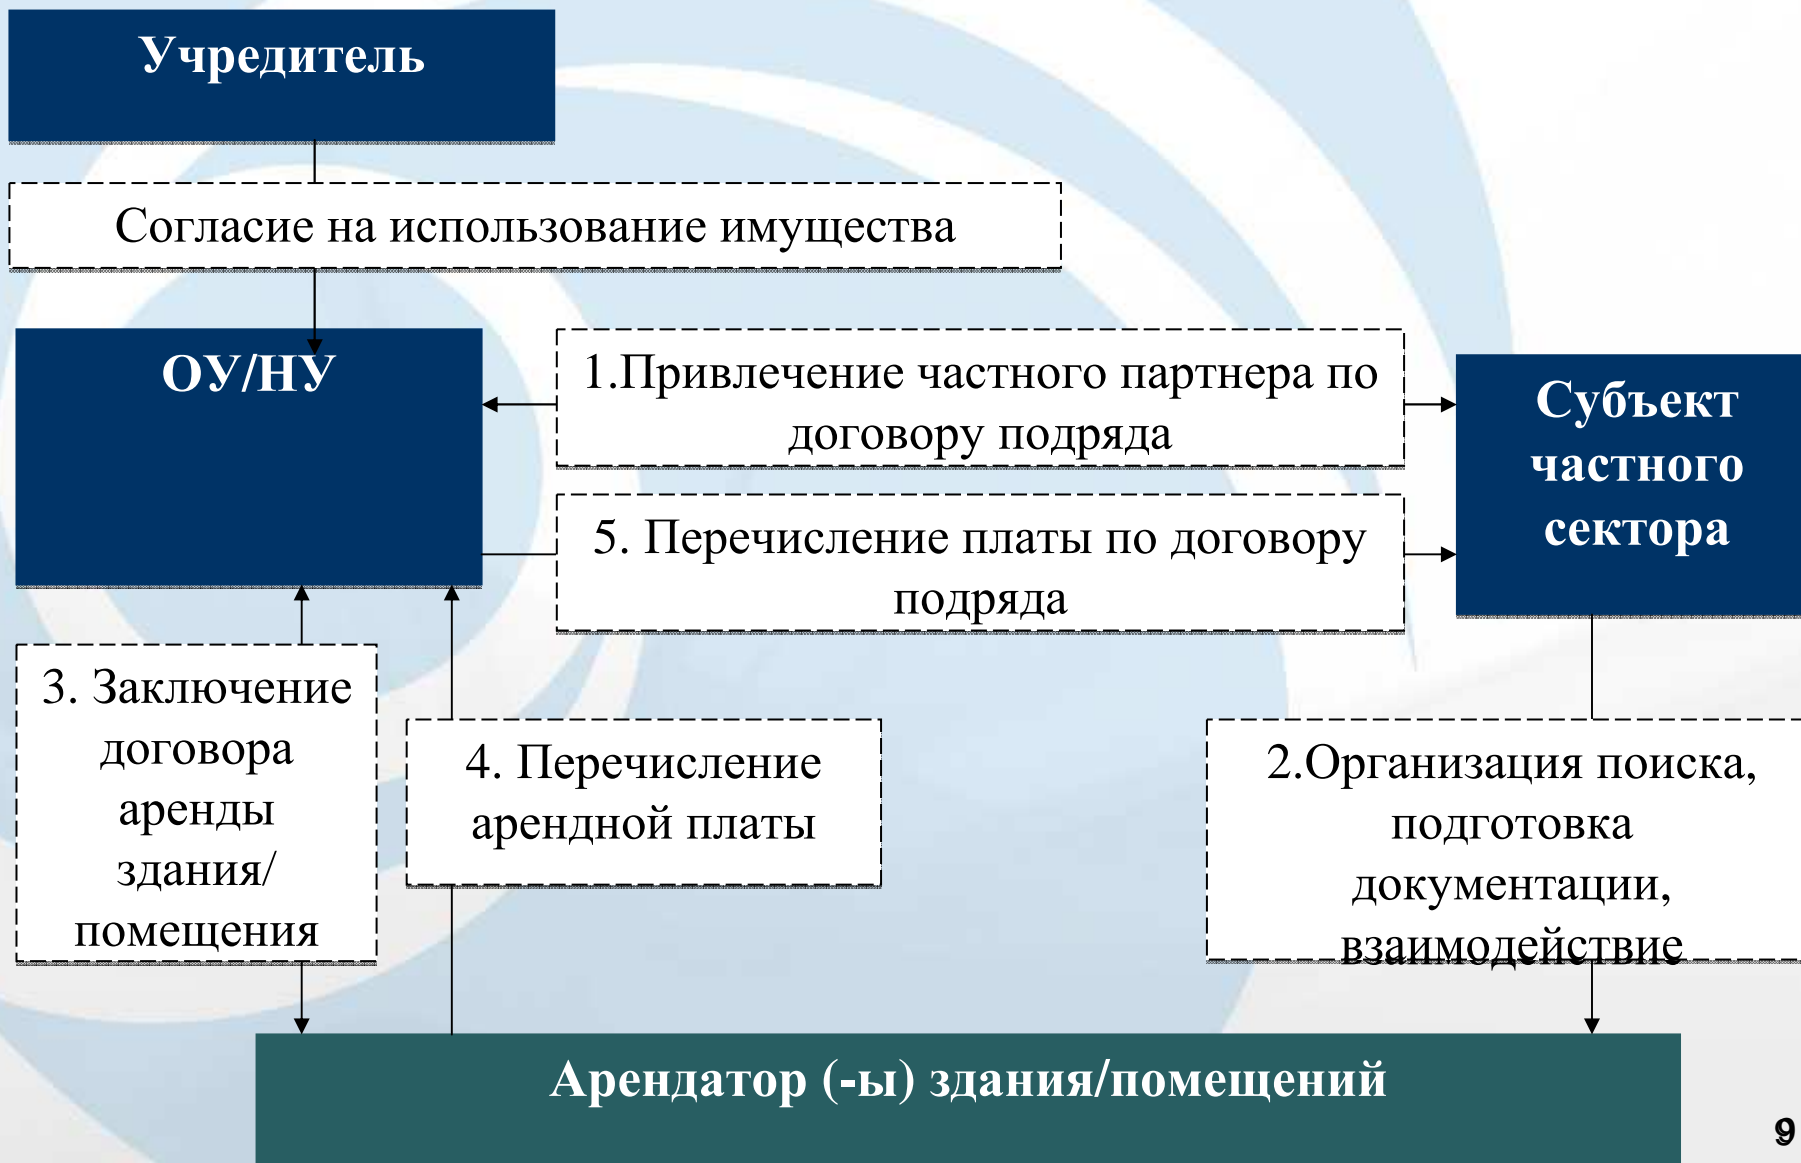 Учредитель
Согласие на использование имущества
ОУ/НУ
1.Привлечение частного партнера по
договору подряда
Субъект
частного
сектора
5. Перечисление платы по договору
подряда
3. Заключение
договора
аренды
здания/
помещения
4. Перечисление
арендной платы
2.Организация поиска,
подготовка
документации,
взаимодействие
Арендатор (-ы) здания/помещений
9